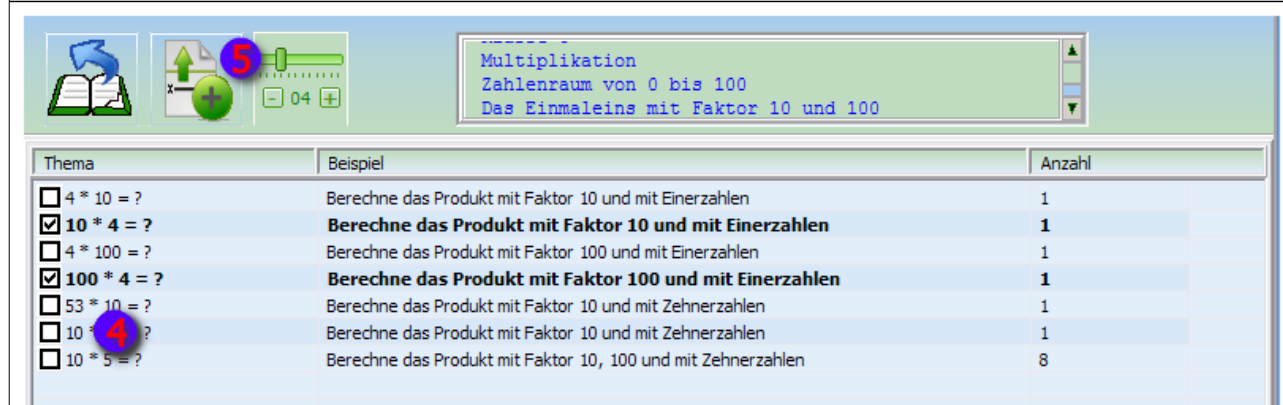 5
- 04 +
Multiplikation
Zahlenraum von 0 bis 100
Das Einmaleins mit Faktor 10 und 100
Thema Beispiel Anzahl
4 * 10 = ? Berechne das Produkt mit Faktor 10 und mit Einerzahlen 1
10 * 4 = ? Berechne das Produkt mit Faktor 10 und mit Einerzahlen 1
4 * 100 = ? Berechne das Produkt mit Faktor 100 und mit Einerzahlen 1
100 * 4 = ? Berechne das Produkt mit Faktor 100 und mit Einerzahlen 1
53 * 10 = ? Berechne das Produkt mit Faktor 10 und mit Zehnerzahlen 1
10 * 4 ? Berechne das Produkt mit Faktor 10 und mit Zehnerzahlen 1
10 * 5 = ? Berechne das Produkt mit Faktor 10, 100 und mit Zehnerzahlen 8